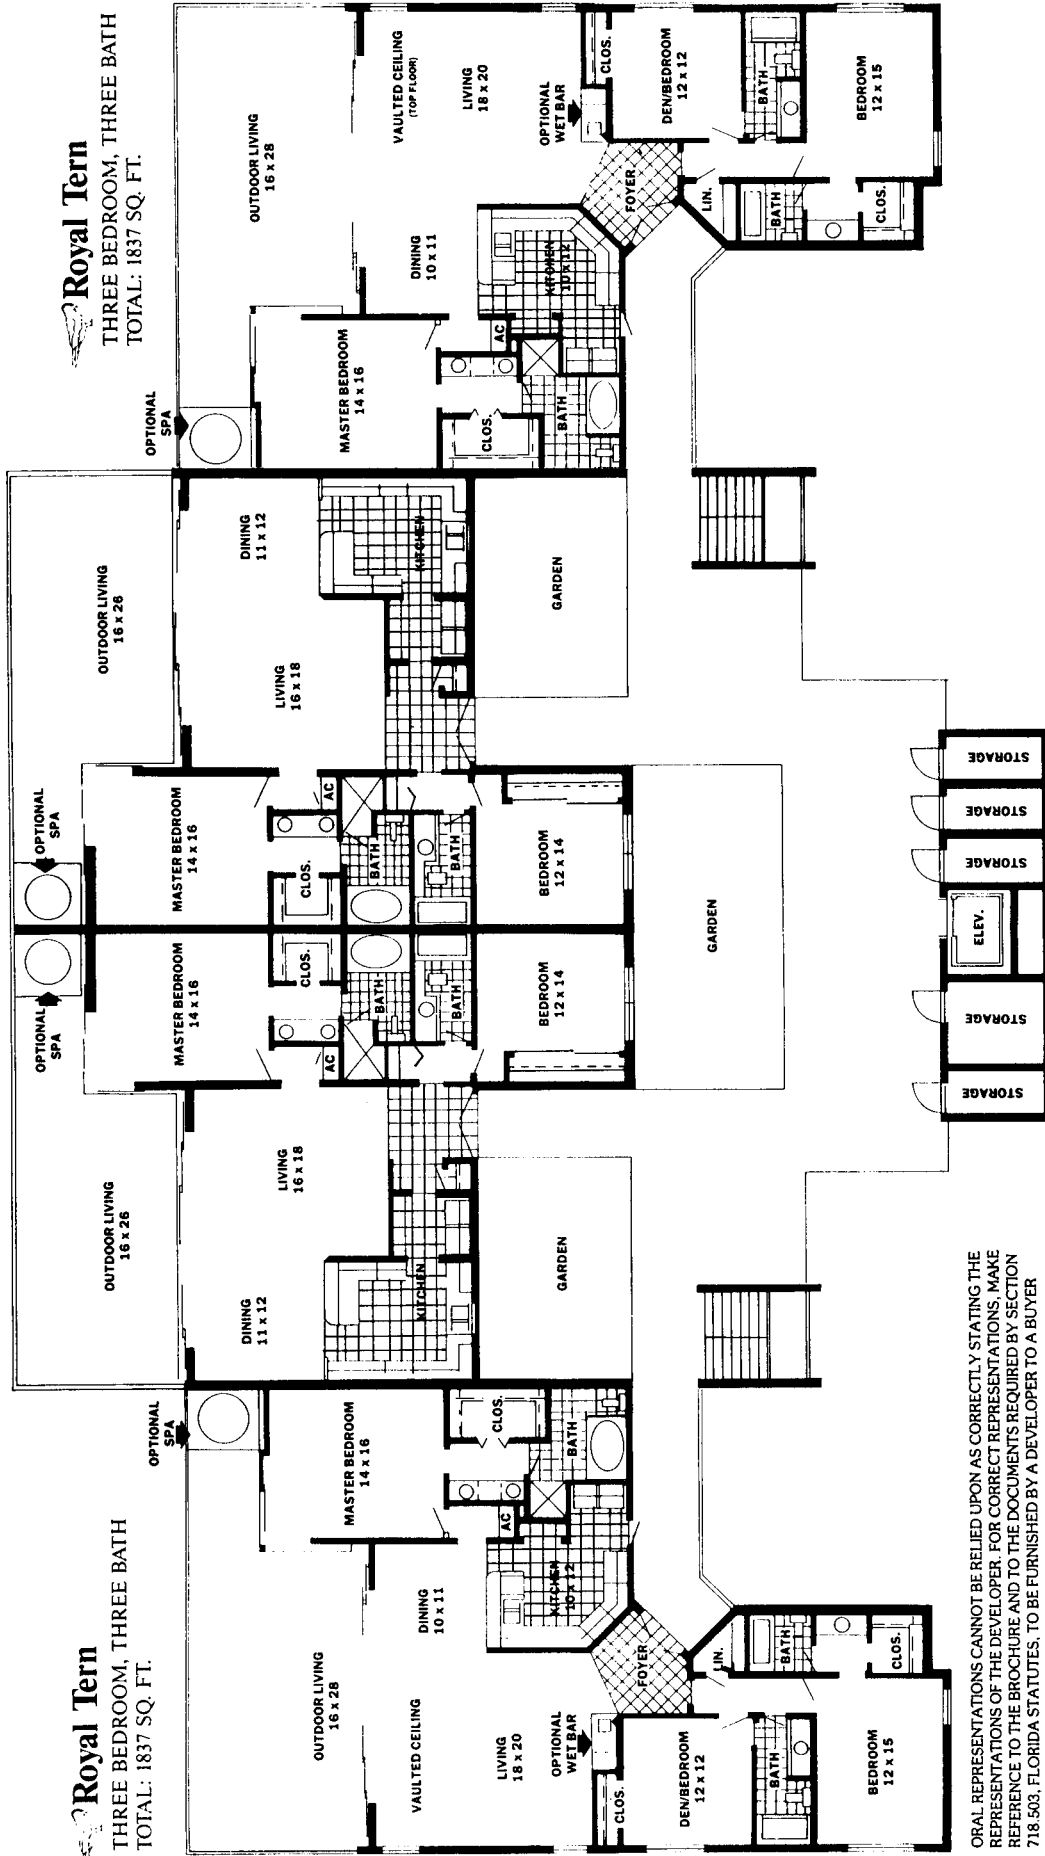 Royal Tern
THREE BEDROOM, THREE BATH
TOTAL: 1837 SQ. FT.
OPTIONAL
SPA
OUTDOOR LIVING
16 x 28
MASTER BEDROOM
14 x 16
VAULTED CEILING
DINING
10 x 11
LIVING
18 x 20
AC
CLOS.
OPTIONAL
WET BAR
KITCHEN
10 x 12
BATH
FOYER
CLOS.
DEN/BEDROOM
12 x 12
LIN.
BATH
BATH
BEDROOM
12 x 15
CLOS.
OUTDOOR LIVING
16 x 26
OPTIONAL
SPA
MASTER BEDROOM
14 x 16
DINING
11 x 12
LIVING
16 x 18
CLOS.
AC
BATH
KITCHEN
BATH
BEDROOM
12 x 14
GARDEN
OPTIONAL
SPA
OUTDOOR LIVING
16 x 26
MASTER BEDROOM
14 x 16
DINING
11 x 12
LIVING
16 x 18
CLOS.
AC
BATH
KITCHEN
BATH
BEDROOM
12 x 14
GARDEN
GARDEN
STORAGE
STORAGE
ELEV.
STORAGE
STORAGE
STORAGE
Royal Tern
THREE BEDROOM, THREE BATH
TOTAL: 1837 SQ. FT.
OPTIONAL
SPA
OUTDOOR LIVING
16 x 28
MASTER BEDROOM
14 x 16
VAULTED CEILING
(TOP FLOOR)
DINING
10 x 11
LIVING
18 x 20
AC
CLOS.
OPTIONAL
WET BAR
KITCHEN
10 x 12
BATH
FOYER
CLOS.
DEN/BEDROOM
12 x 12
LIN.
BATH
BATH
BEDROOM
12 x 15
CLOS.
ORAL REPRESENTATIONS CANNOT BE RELIED UPON AS CORRECTLY STATING THE
REPRESENTATIONS OF THE DEVELOPER. FOR CORRECT REPRESENTATIONS, MAKE
REFERENCE TO THE BROCHURE AND TO THE DOCUMENTS REQUIRED BY SECTION
718.503, FLORIDA STATUTES, TO BE FURNISHED BY A DEVELOPER TO A BUYER